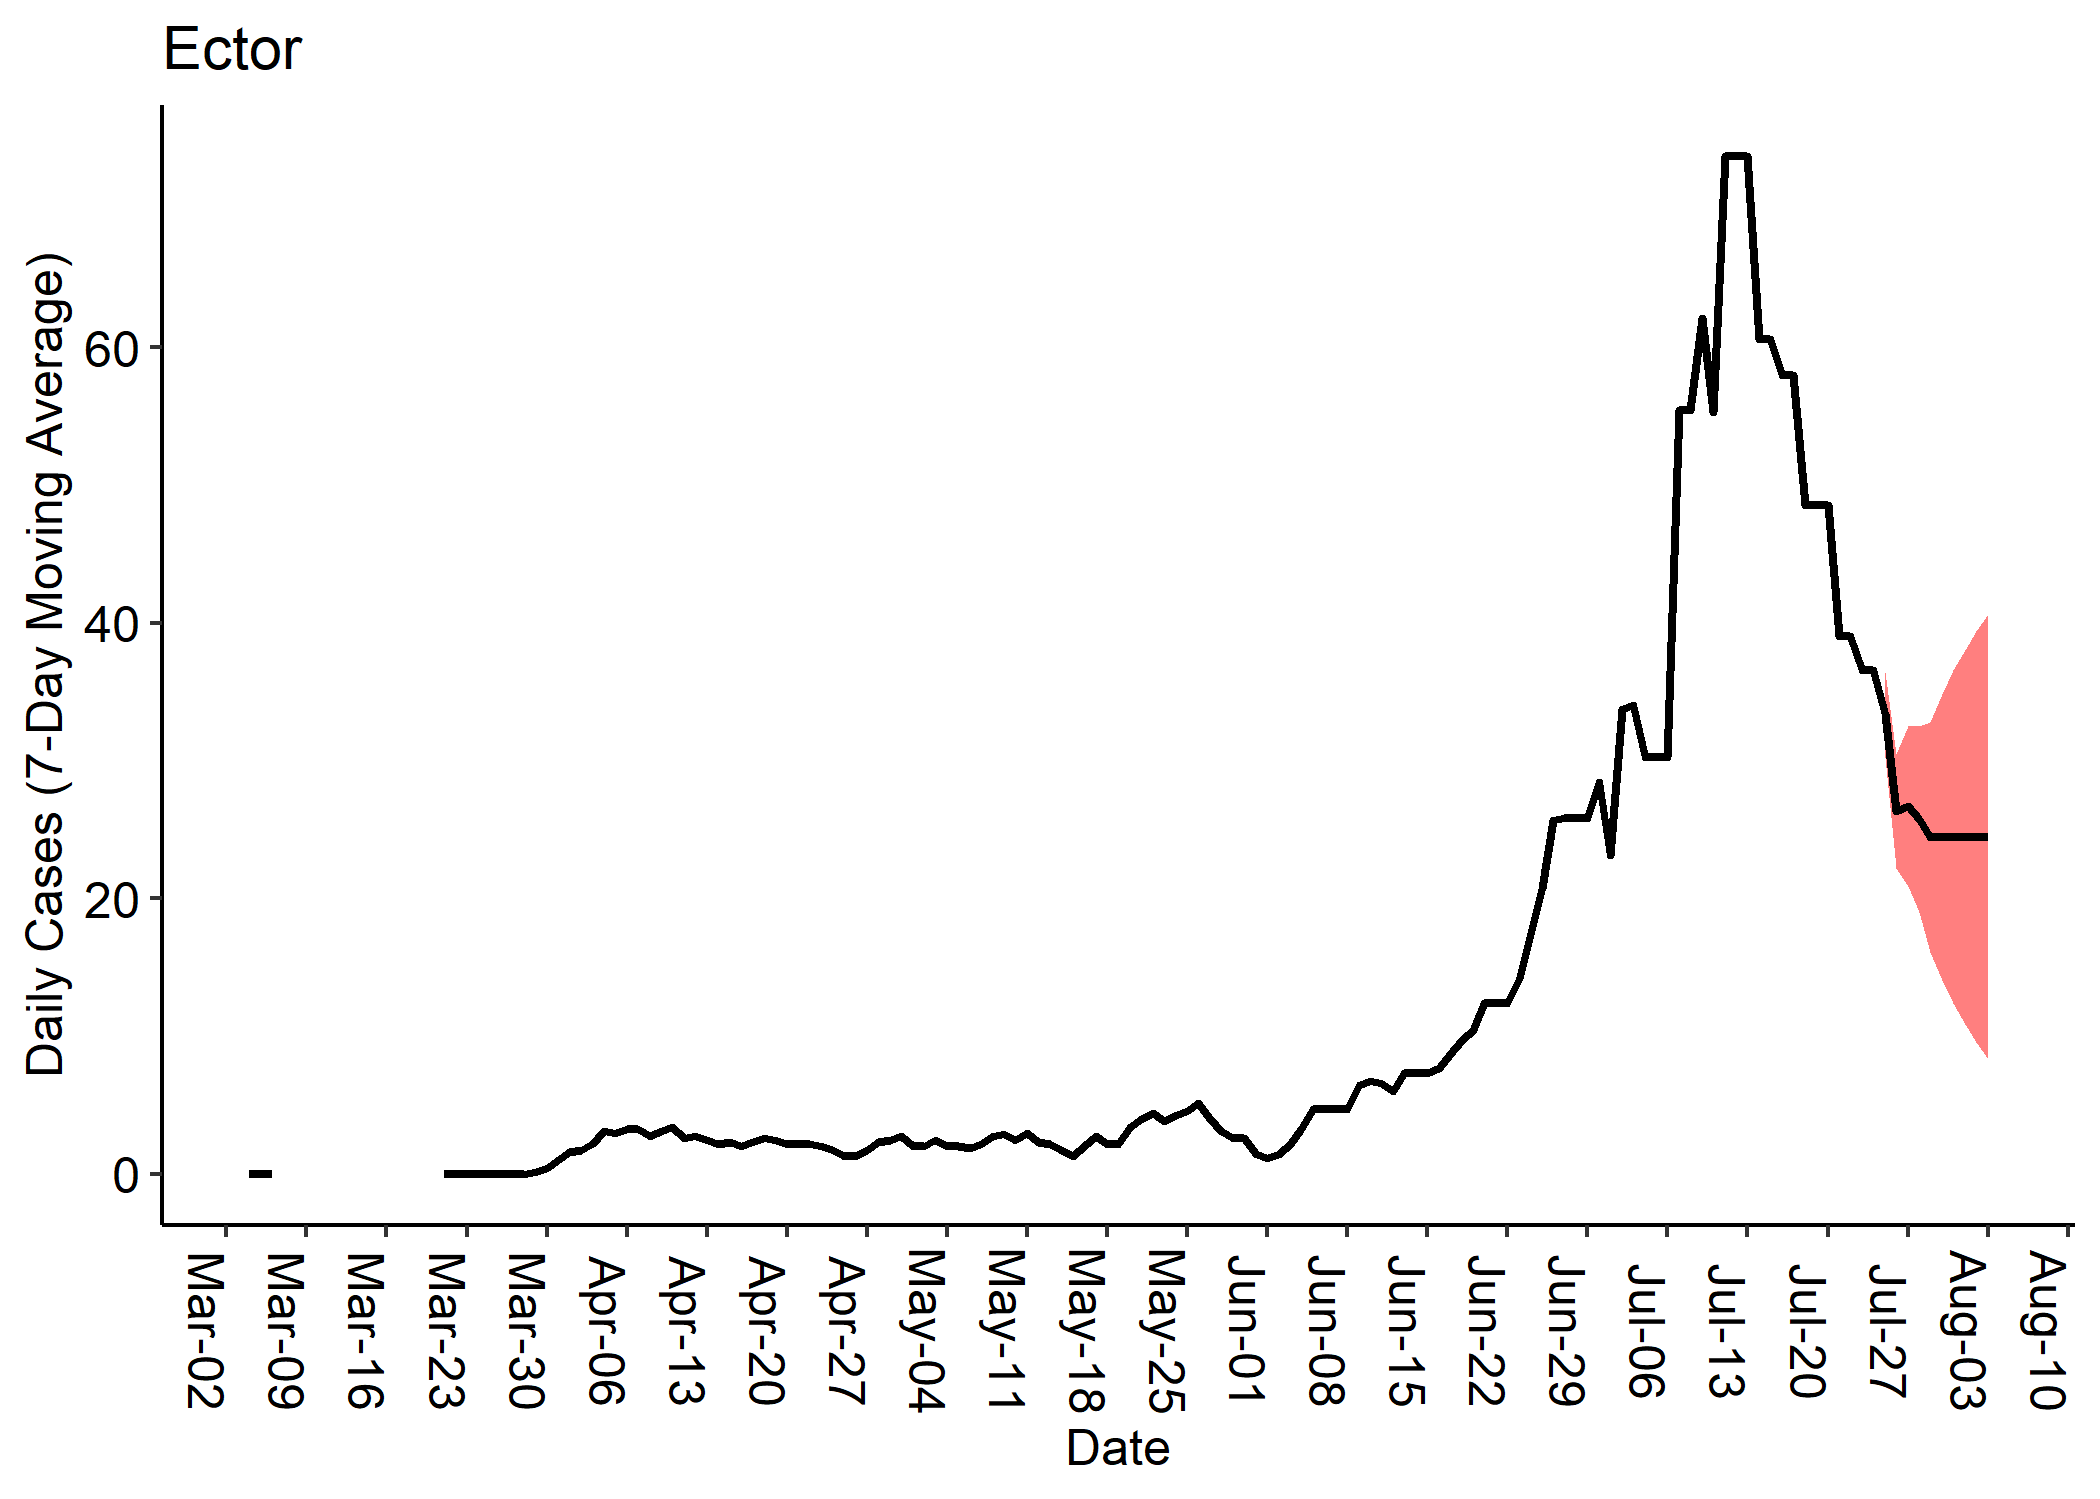 Ector
Daily Cases (7-Day Moving Average)
60
40
20
0
Mar-02
Mar-09
Mar-16
Mar-23
Mar-30
Apr-06
Apr-13
Apr-20
Apr-27
May-04
May-11
May-18
May-25
Jun-01
Jun-08
Jun-15
Jun-22
Jun-29
Jul-06
Jul-13
Jul-20
Jul-27
Aug-03
Aug-10
Date